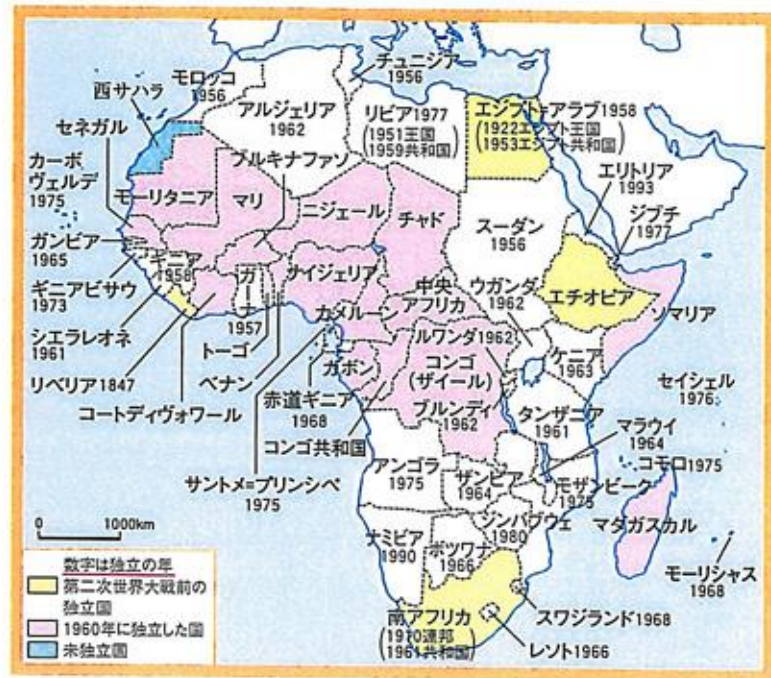 チュニジア
1956
モロッコ
1956
西サハラ
アルジェリア
1962
リビア1977
(1951王国
1959共和国)
エジプト=アラブ1958
(1922エジプト王国
1953エジプト共和国)
セネガル
ブルキナファソ
カーボ
ヴェルデ
1975
エリトリア
1993
モーリタニア
マリ
ニジェール
チャド
スーダン
1956
ジブチ
1977
ガンビア
1965
ギニア
1958
ガーナ
1957
ナイジェリア
中央
アフリカ
ウガンダ
1962
エチオピア
ソマリア
ギニアビサウ
1973
カメルーン
シエラレオネ
1961
トーゴ
ルワンダ1962
ケニア
1963
リベリア1847
ベナン
ガボン
コンゴ
(ザイール)
セイシェル
1976
コートディヴォワール
赤道ギニア
1968
ブルンディ
1962
タンザニア
1961
コンゴ共和国
マラウイ
1964
サントメ=プリンシペ
1975
アンゴラ
1975
ザンビア
1964
モザンビーク
1975
コモロ1975
ジンバブウェ
1980
マダガスカル
ナミビア
1990
ボツワナ
1966
モーリシャス
1968
南アフリカ
(1910連邦
1961共和国)
スワジランド1968
レソト1966
0 1000km
数字は独立の年
第二次世界大戦前の
独立国
1960年に独立した国
未独立国